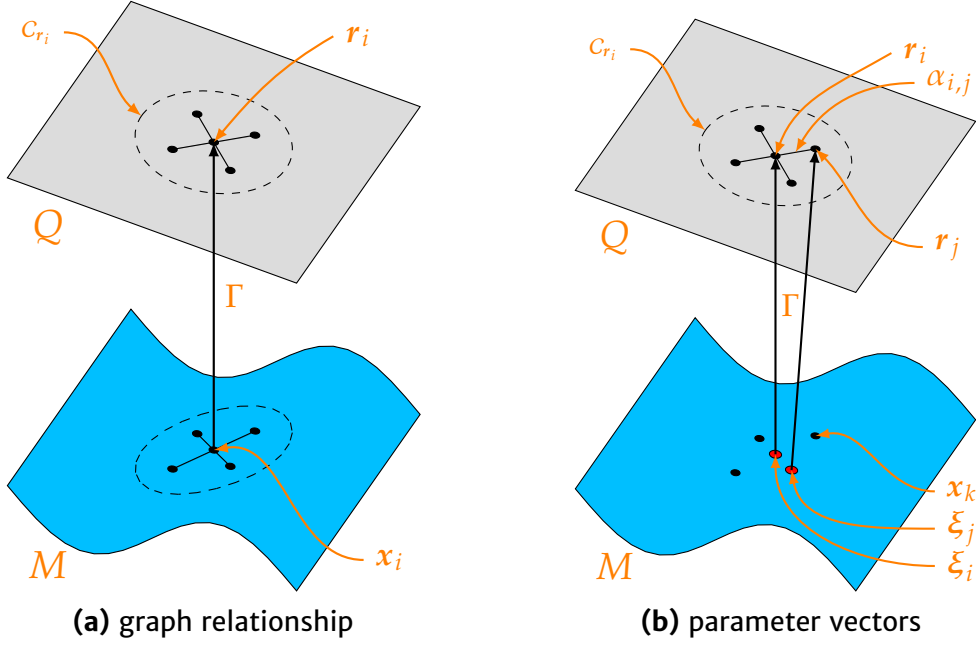 C_{r_i}
r_i
Q
Γ
M
x_i
(a) graph relationship
C_{r_i}
r_i
α_{i,j}
r_j
Q
Γ
x_k
ξ_j
ξ_i
M
(b) parameter vectors